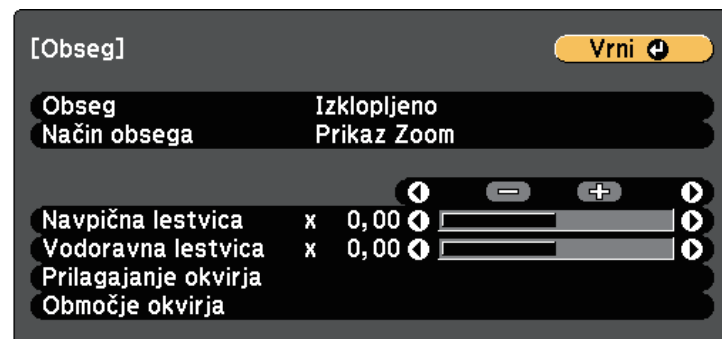 [Obseg]
Vrni
Obseg Izklopljeno
Način obsega Prikaz Zoom
Navpična lestvica x 0,00
Vodoravna lestvica x 0,00
Prilagajanje okvirja
Območje okvirja